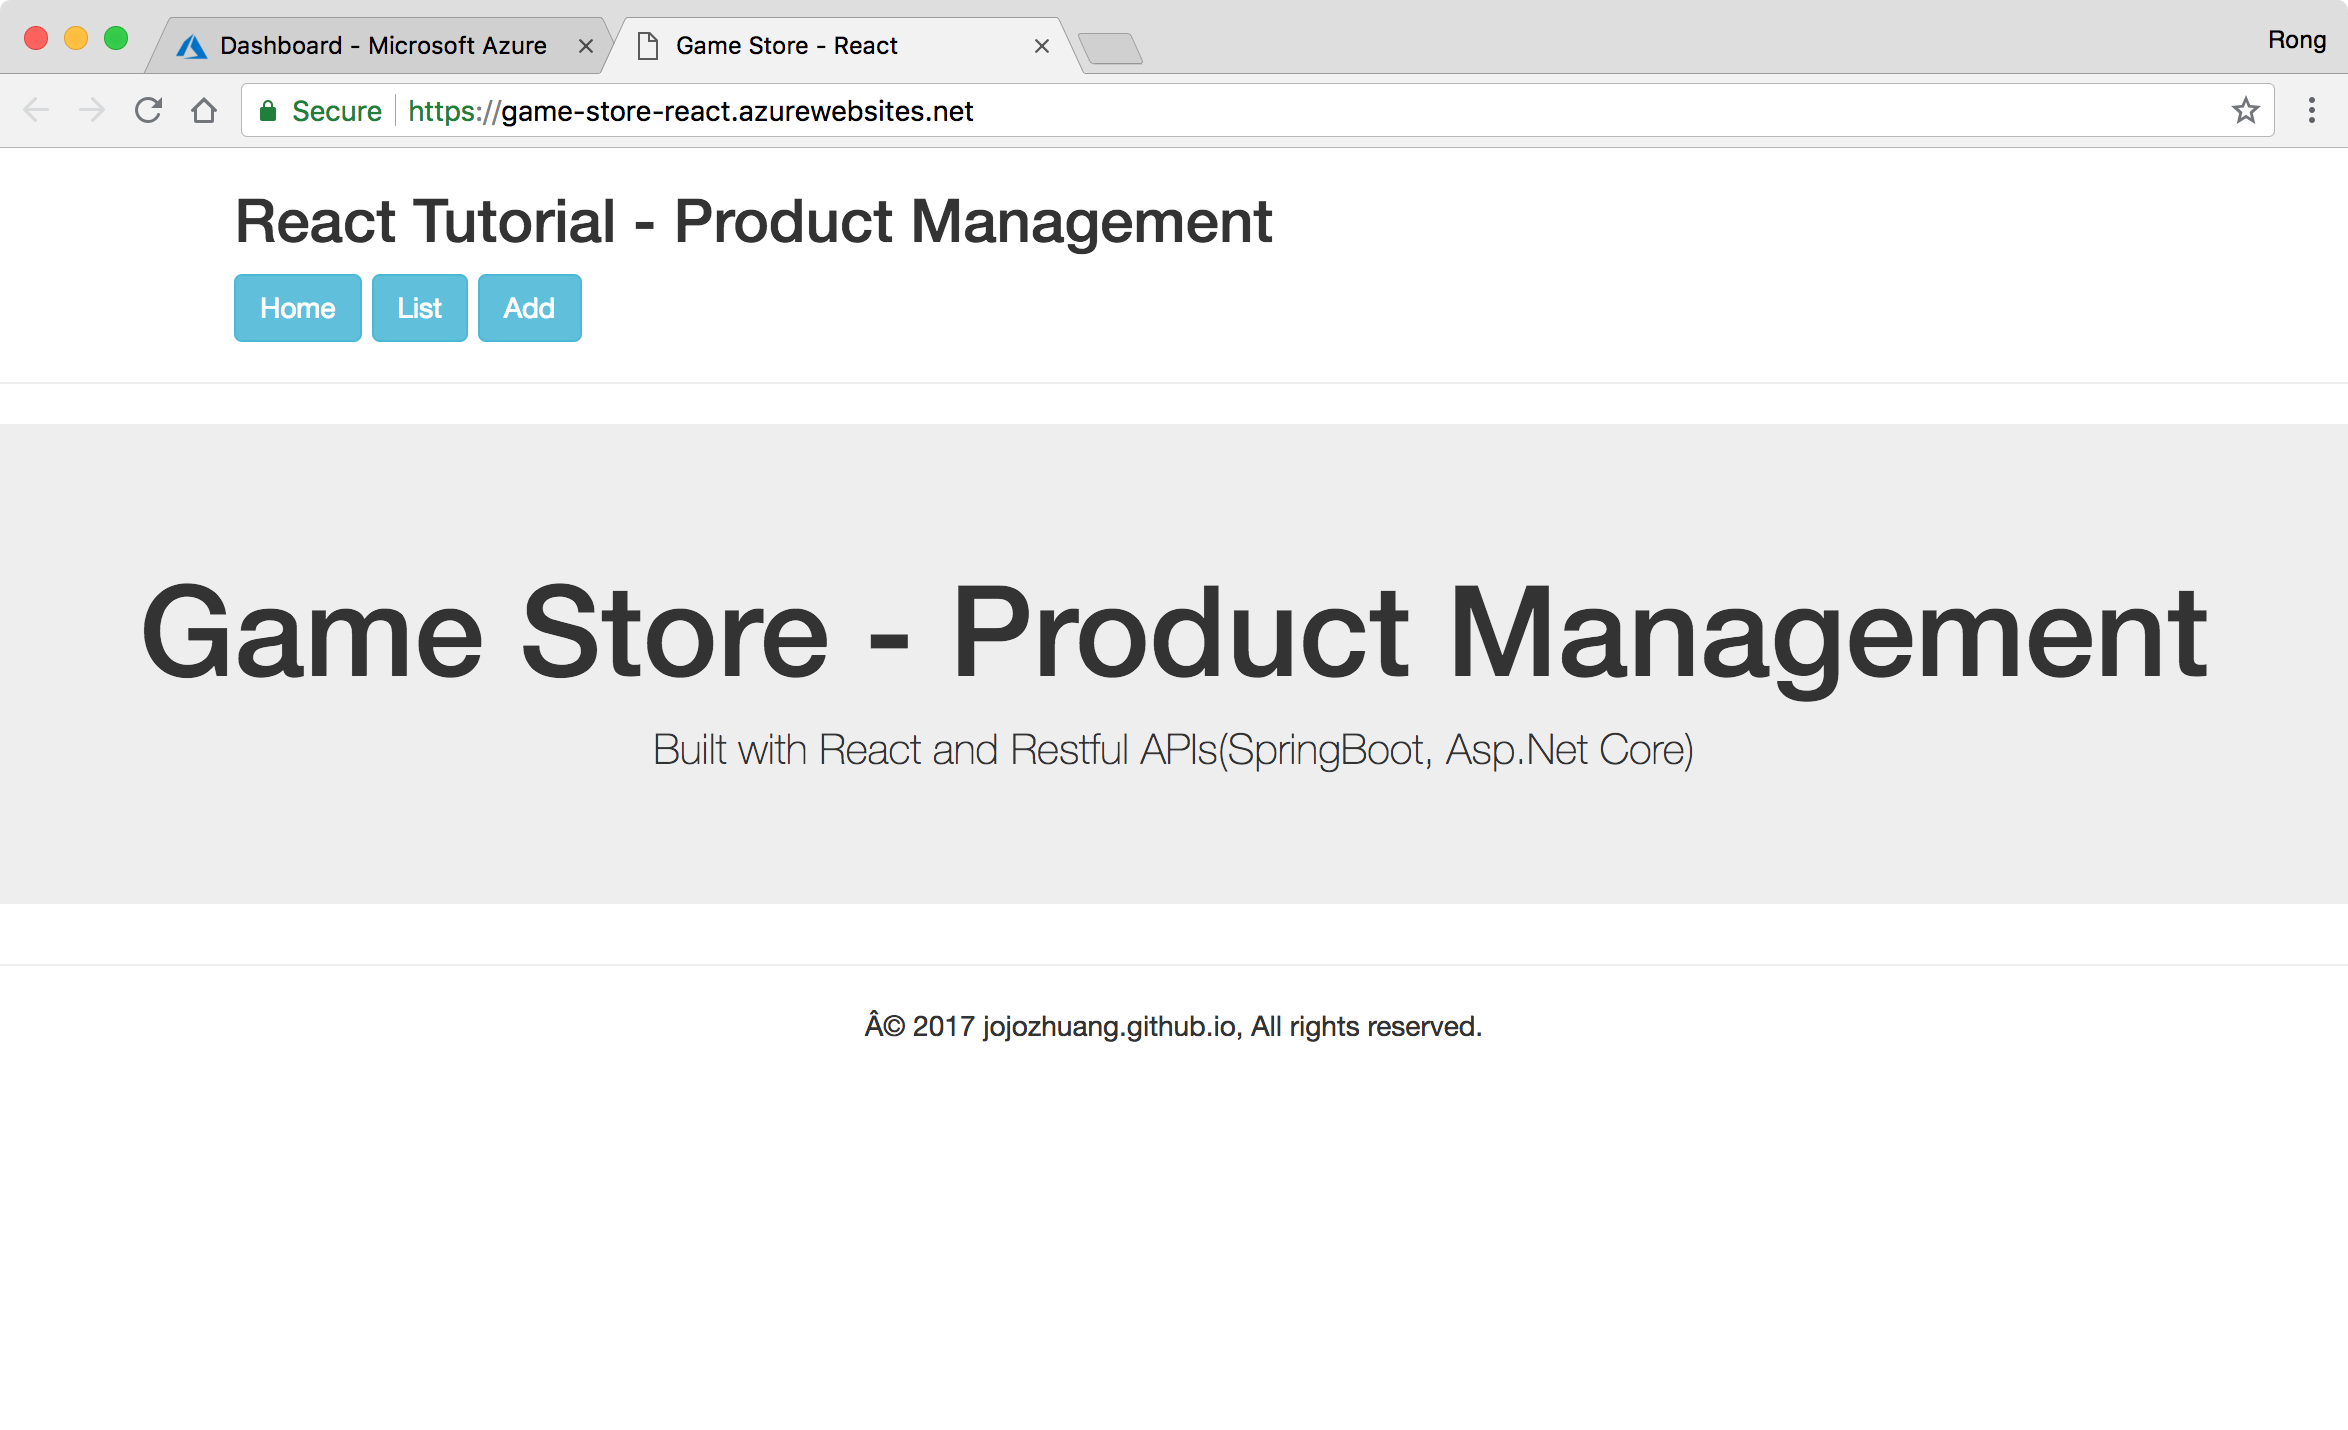 Dashboard - Microsoft Azure
Game Store - React
Rong
Secure
https://game-store-react.azurewebsites.net
React Tutorial - Product Management
Home
List
Add
Game Store - Product Management
Built with React and Restful APIs(SpringBoot, Asp.Net Core)
Â© 2017 jojozhuang.github.io, All rights reserved.